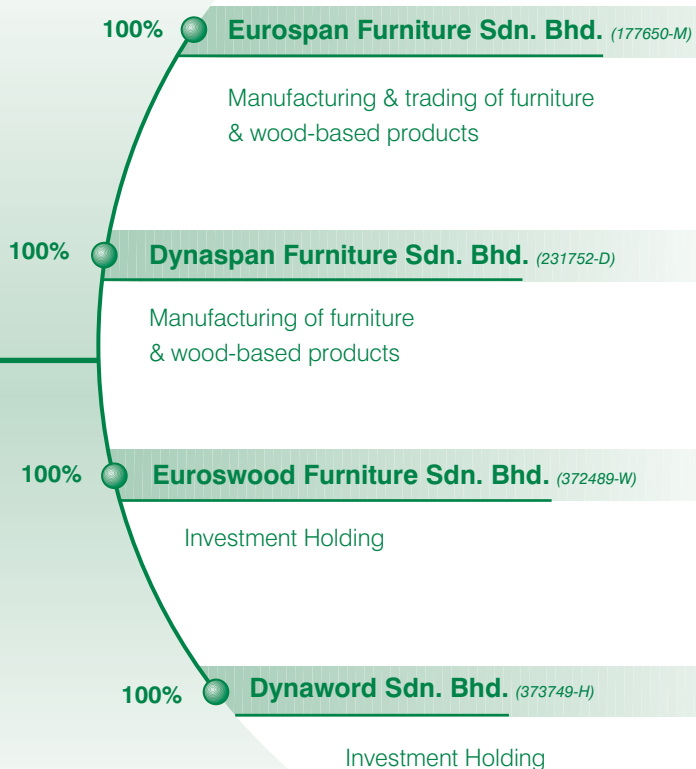 100% Eurospan Furniture Sdn. Bhd. (177650-M)
Manufacturing & trading of furniture
& wood-based products
100% Dynaspan Furniture Sdn. Bhd. (231752-D)
Manufacturing of furniture
& wood-based products
100% Euroswood Furniture Sdn. Bhd. (372489-W)
Investment Holding
100% Dynaword Sdn. Bhd. (373749-H)
Investment Holding